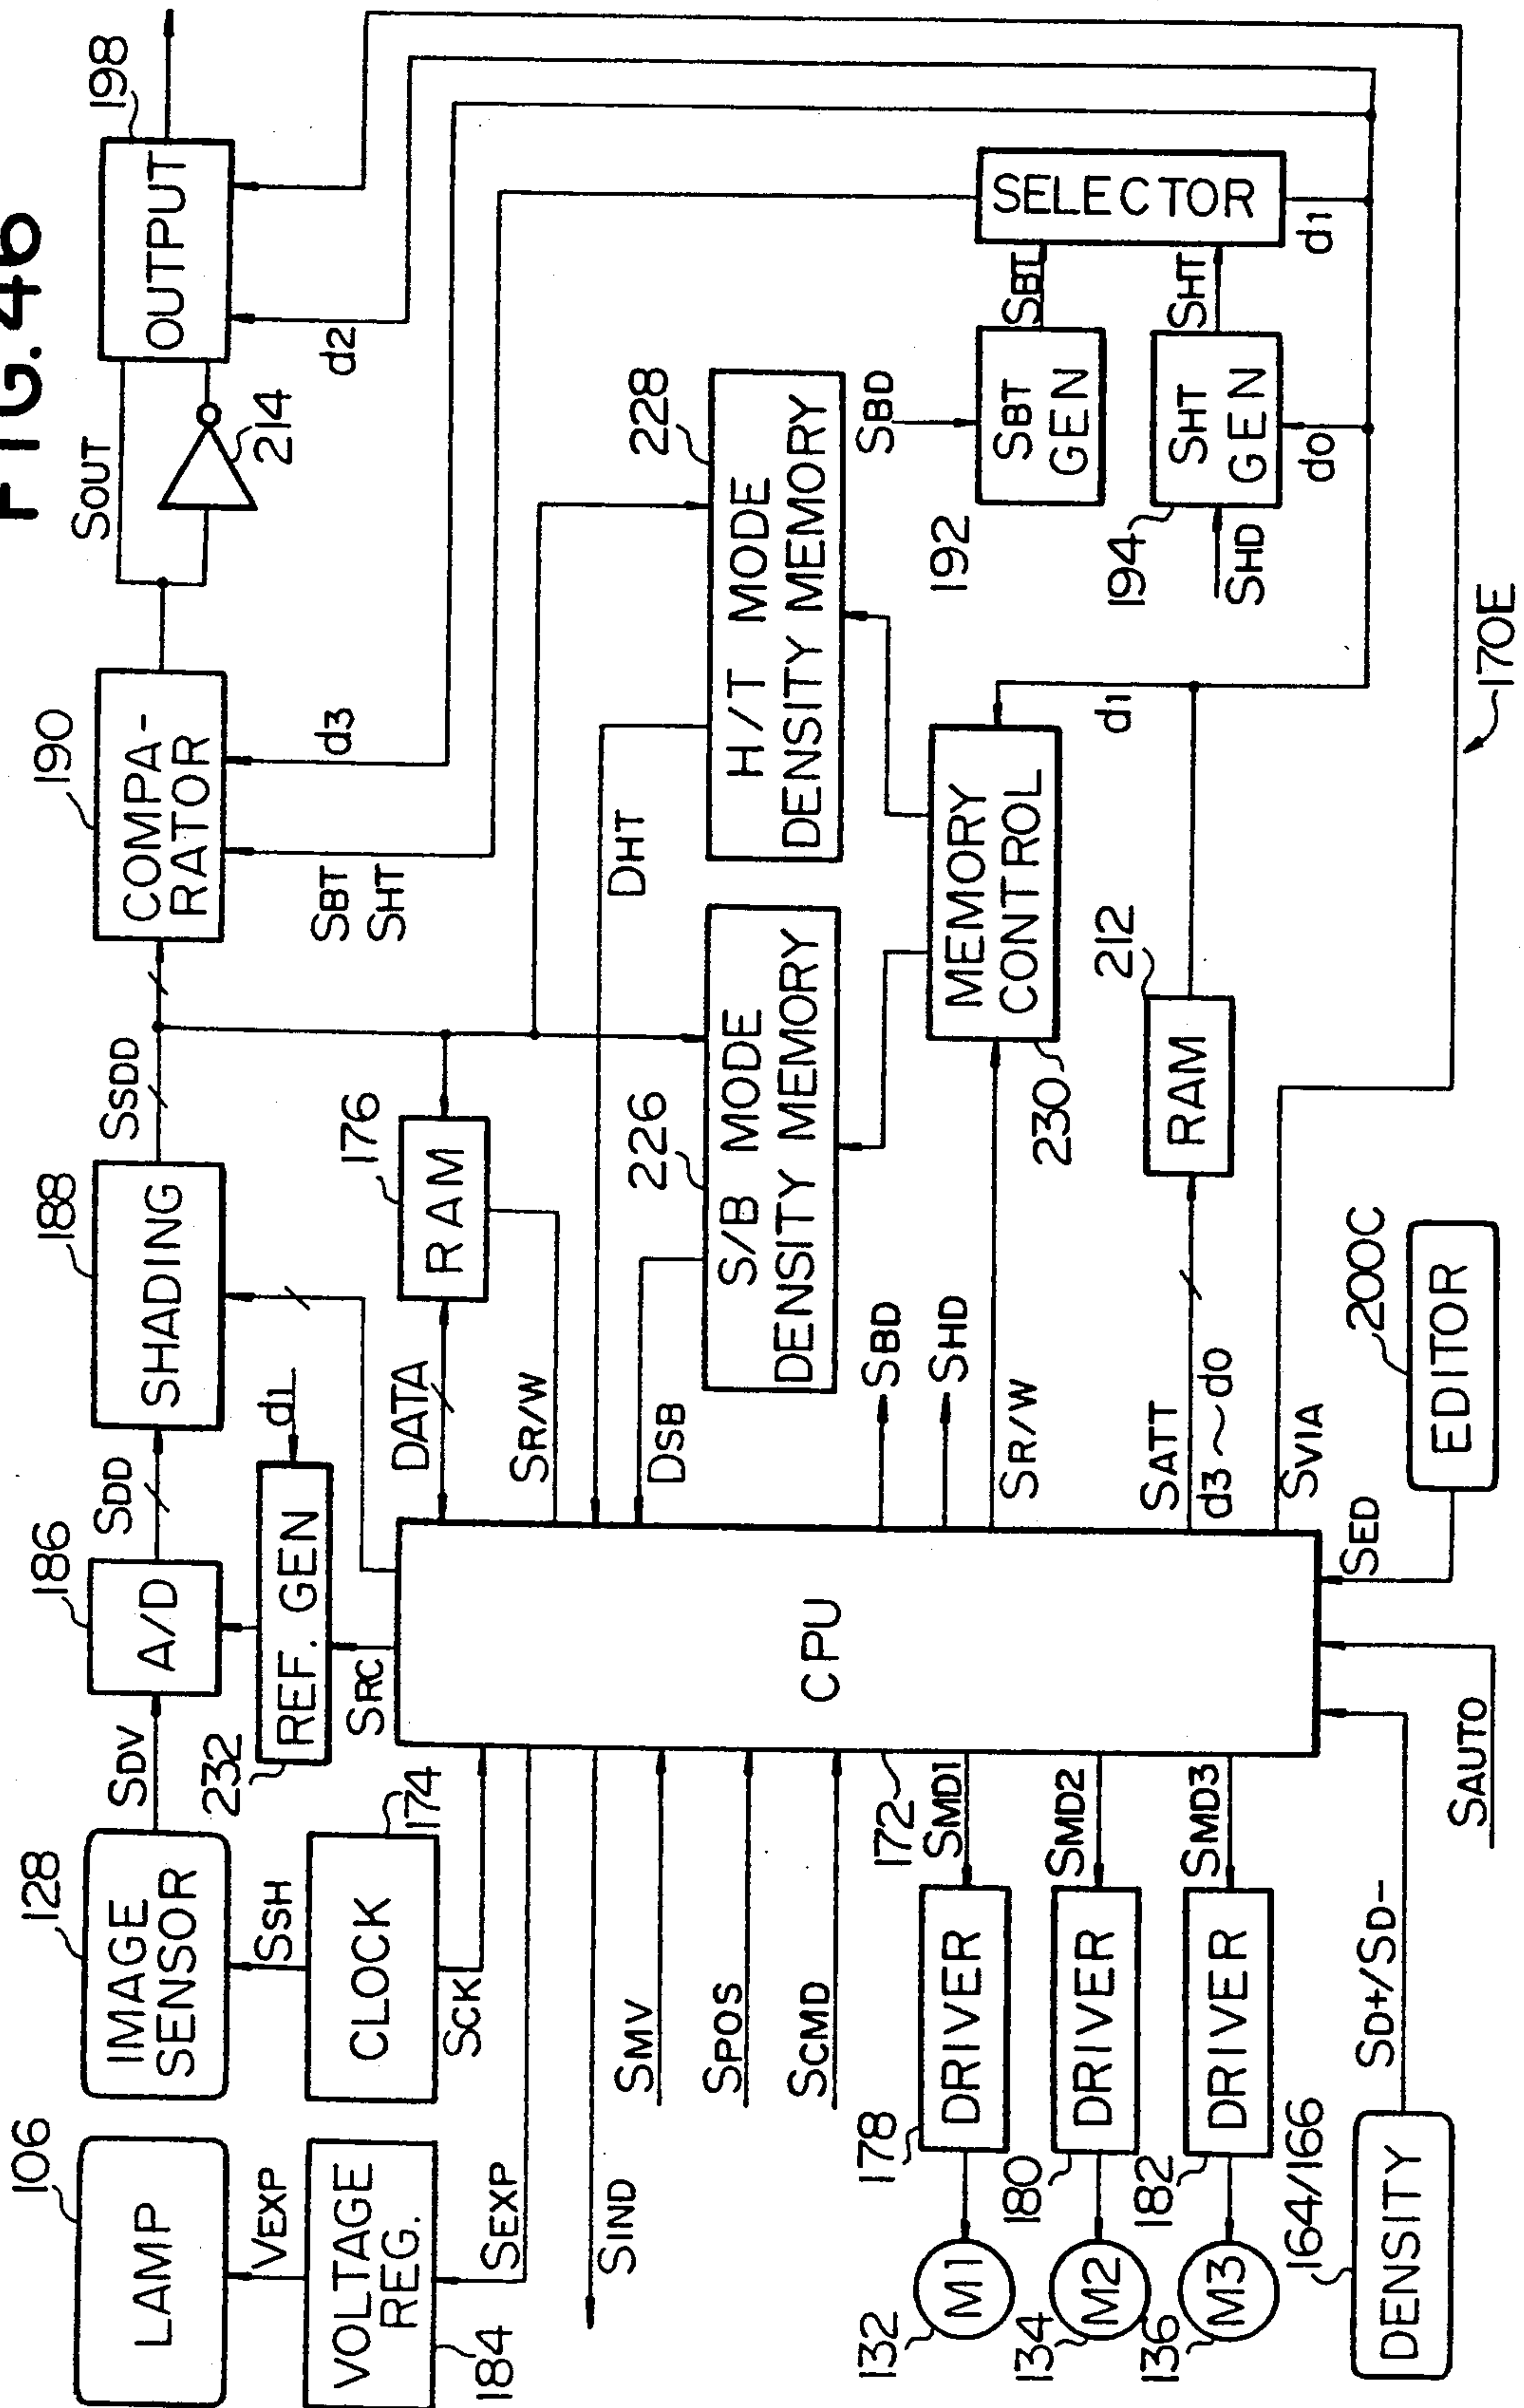 FIG. 46
106
LAMP
VEXP
VOLTAGE
REG.
184
SEXP
128
IMAGE
SENSOR
SSH
CLOCK
174
SCK
SDV
186
A/D
SDD
188
SHADING
SSDD
190
COMPA-
RATOR
SOUT
214
OUTPUT
198
232
REF. GEN
d1
SRC
DATA
176
RAM
SR/W
SBT
SHT
d3
d2
SIND
SMV
SPOS
SCMD
CPU
172
DHT
DSB
226
S/B MODE
DENSITY MEMORY
228
H/T MODE
DENSITY MEMORY
SBD
SHD
SR/W
230
MEMORY
CONTROL
d1
SBD
192
SBT
GEN
SBT
194
SHD
SHT
GEN
d0
SHT
SELECTOR
d1
132
M1
178
DRIVER
SMD1
134
M2
180
DRIVER
SMD2
136
M3
182
DRIVER
SMD3
SATT
d3~d0
212
RAM
SVIA
164/166
DENSITY
SD+/SD-
SAUTO
SED
200C
EDITOR
170E